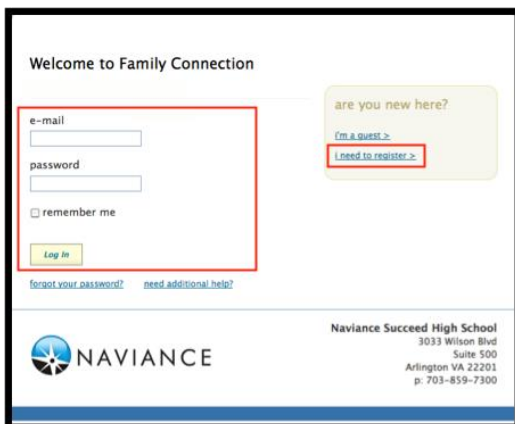 Welcome to Family Connection
e-mail
password
remember me
Log In
forgot your password? need additional help?
are you new here?
i'm a guest >
i need to register >
NAVIANCE
Naviance Succeed High School
3033 Wilson Blvd
Suite 500
Arlington VA 22201
p: 703-859-7300